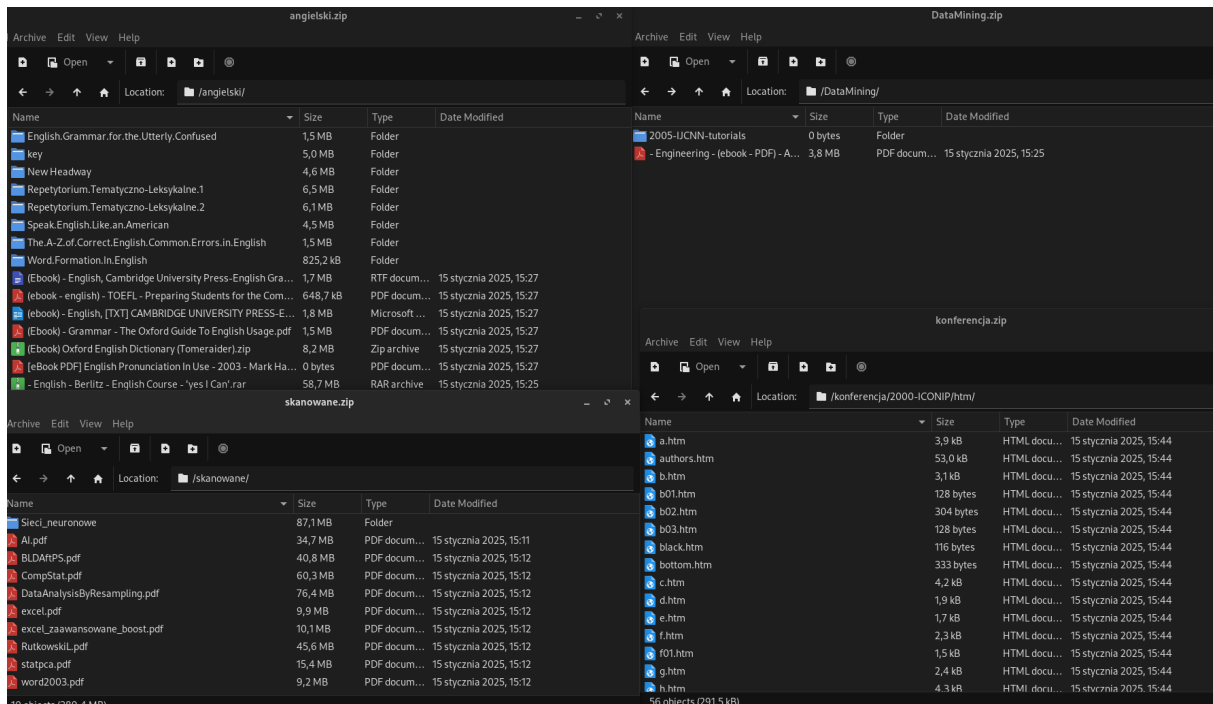 angielski.zip
Archive Edit View Help
Open
Location: /angielski/
Name Size Type Date Modified
English.Grammar.for.the.Utterly.Confused 1,5 MB Folder
key 5,0 MB Folder
New Headway 4,6 MB Folder
Repetytorium.Tematyczno-Leksykalne.1 6,5 MB Folder
Repetytorium.Tematyczno-Leksykalne.2 6,1 MB Folder
Speak.English.Like.an.American 4,5 MB Folder
The.A-Z.of.Correct.English.Common.Errors.in.English 1,5 MB Folder
Word.Formation.In.English 825,2 kB Folder
(Ebook) - English, Cambridge University Press-English Gra... 1,7 MB RTF docum... 15 stycznia 2025, 15:27
(ebook - english) - TOEFL - Preparing Students for the Com... 648,7 kB PDF docum... 15 stycznia 2025, 15:27
(ebook) - English, [TXT] CAMBRIDGE UNIVERSITY PRESS-E... 1,8 MB Microsoft ... 15 stycznia 2025, 15:27
(Ebook) - Grammar - The Oxford Guide To English Usage.pdf 1,5 MB PDF docum... 15 stycznia 2025, 15:27
(Ebook) Oxford English Dictionary (Tomeraider).zip 8,2 MB Zip archive 15 stycznia 2025, 15:27
[eBook PDF] English Pronunciation In Use - 2003 - Mark Ha... 0 bytes PDF docum... 15 stycznia 2025, 15:27
- English - Berlitz - English Course - 'yes I Can'.rar 58,7 MB RAR archive 15 stycznia 2025, 15:25
DataMining.zip
Archive Edit View Help
Open
Location: /DataMining/
Name Size Type Date Modified
2005-IJCNN-tutorials 0 bytes Folder
- Engineering - (ebook - PDF) - A... 3,8 MB PDF docum... 15 stycznia 2025, 15:25
skanowane.zip
Archive Edit View Help
Open
Location: /skanowane/
Name Size Type Date Modified
Sieci_neuronowe 87,1 MB Folder
AI.pdf 34,7 MB PDF docum... 15 stycznia 2025, 15:11
BLDAftPS.pdf 40,8 MB PDF docum... 15 stycznia 2025, 15:12
CompStat.pdf 60,3 MB PDF docum... 15 stycznia 2025, 15:12
DataAnalysisByResampling.pdf 76,4 MB PDF docum... 15 stycznia 2025, 15:12
excel.pdf 9,9 MB PDF docum... 15 stycznia 2025, 15:12
excel_zaawansowane_boost.pdf 10,1 MB PDF docum... 15 stycznia 2025, 15:12
RutkowskiL.pdf 45,6 MB PDF docum... 15 stycznia 2025, 15:12
statpca.pdf 15,4 MB PDF docum... 15 stycznia 2025, 15:12
word2003.pdf 9,2 MB PDF docum... 15 stycznia 2025, 15:12
konferencja.zip
Archive Edit View Help
Open
Location: /konferencja/2000-ICONIP/htm/
Name Size Type Date Modified
a.htm 3,9 kB HTML docu... 15 stycznia 2025, 15:44
authors.htm 53,0 kB HTML docu... 15 stycznia 2025, 15:44
b.htm 3,1 kB HTML docu... 15 stycznia 2025, 15:44
b01.htm 128 bytes HTML docu... 15 stycznia 2025, 15:44
b02.htm 304 bytes HTML docu... 15 stycznia 2025, 15:44
b03.htm 128 bytes HTML docu... 15 stycznia 2025, 15:44
black.htm 116 bytes HTML docu... 15 stycznia 2025, 15:44
bottom.htm 333 bytes HTML docu... 15 stycznia 2025, 15:44
c.htm 4,2 kB HTML docu... 15 stycznia 2025, 15:44
d.htm 1,9 kB HTML docu... 15 stycznia 2025, 15:44
e.htm 1,7 kB HTML docu... 15 stycznia 2025, 15:44
f.htm 2,3 kB HTML docu... 15 stycznia 2025, 15:44
f01.htm 1,5 kB HTML docu... 15 stycznia 2025, 15:44
g.htm 2,4 kB HTML docu... 15 stycznia 2025, 15:44
h.htm 4,3 kB HTML docu... 15 stycznia 2025, 15:44
56 objects (291,5 kB)